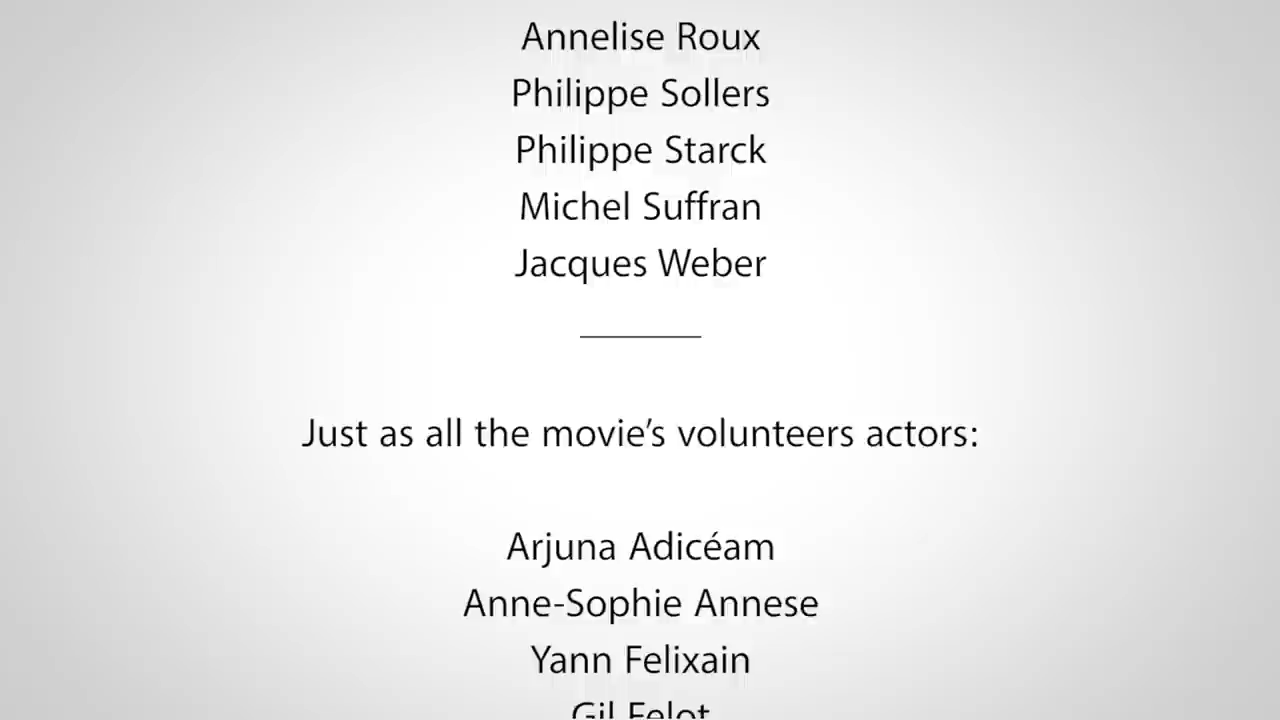 Annelise Roux
Philippe Sollers
Philippe Starck
Michel Suffran
Jacques Weber
Just as all the movie’s volunteers actors:
Arjuna Adicéam
Anne-Sophie Annese
Yann Felixain
Gil Felot